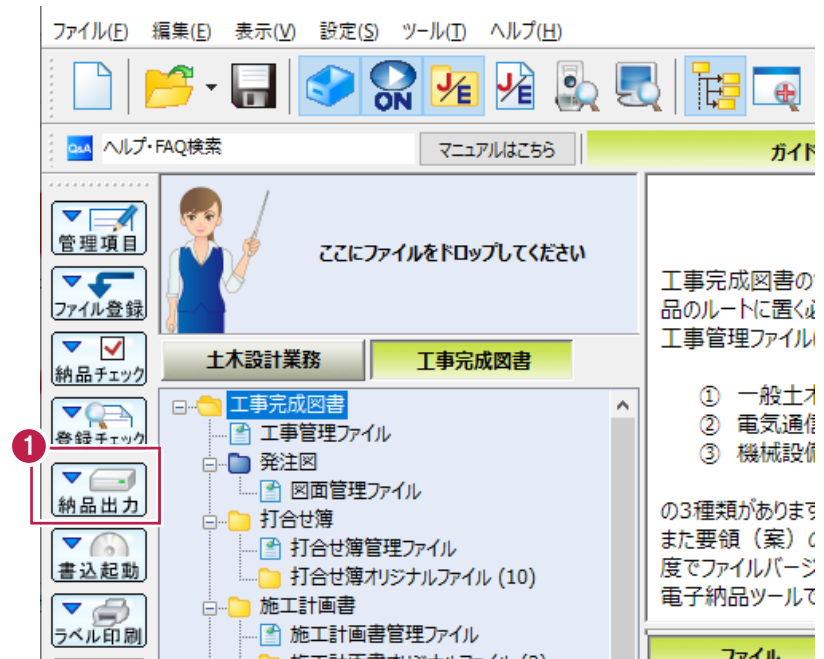 ファイル(F) 編集(E) 表示(V) 設定(S) ツール(T) ヘルプ(H)
ON J/E J/E
Q&A ヘルプ・FAQ検索 マニュアルはこちら ガイド
管理項目
ファイル登録
納品チェック
登録チェック
1
納品出力
書込起動
ラベル印刷
ここにファイルをドロップしてください
土木設計業務 工事完成図書
工事完成図書
工事管理ファイル
発注図
図面管理ファイル
打合せ簿
打合せ簿管理ファイル
打合せ簿オリジナルファイル (10)
施工計画書
施工計画書管理ファイル
工事完成図書の
品のルートに置く
工事管理ファイル
① 一般土木
② 電気通信
③ 機械設備
の3種類があります
また要領（案）の
度でファイルバージ
電子納品ツールで
ファイル